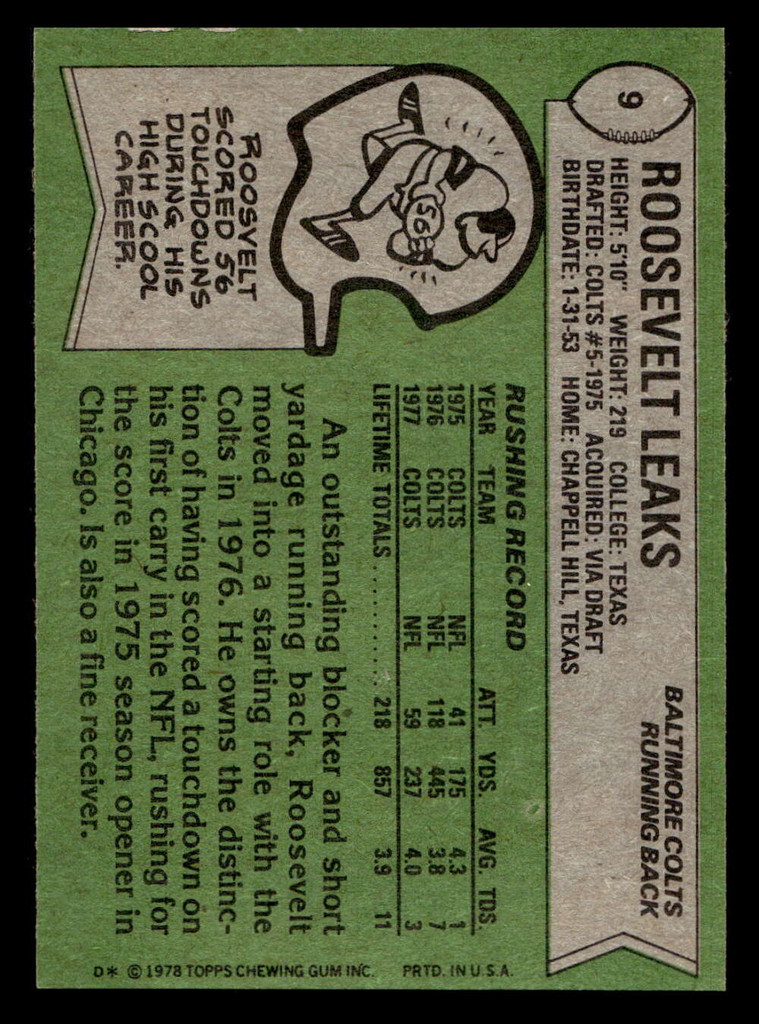 9
ROOSEVELT LEAKS
BALTIMORE COLTS
RUNNING BACK
HEIGHT: 5'10" WEIGHT: 219 COLLEGE: TEXAS
DRAFTED: COLTS #5-1975 ACQUIRED: VIA DRAFT
BIRTHDATE: 1-31-53 HOME: CHAPPELL HILL, TEXAS
56
ROOSVELT
SCORED 56
TOUCHDOWNS
DURING HIS
HIGH SCOOL
CAREER.
RUSHING RECORD
YEAR TEAM ATT. YDS. AVG. TDS.
1975 COLTS NFL 41 175 4.3 1
1976 COLTS NFL 118 445 3.8 7
1977 COLTS NFL 59 237 4.0 3
LIFETIME TOTALS .......... 218 857 3.9 11
An outstanding blocker and short
yardage running back, Roosevelt
moved into a starting role with the
Colts in 1976. He owns the distinc-
tion of having scored a touchdown on
his first carry in the NFL, rushing for
the score in 1975 season opener in
Chicago. Is also a fine receiver.
D* © 1978 TOPPS CHEWING GUM INC. PRTD. IN U.S.A.